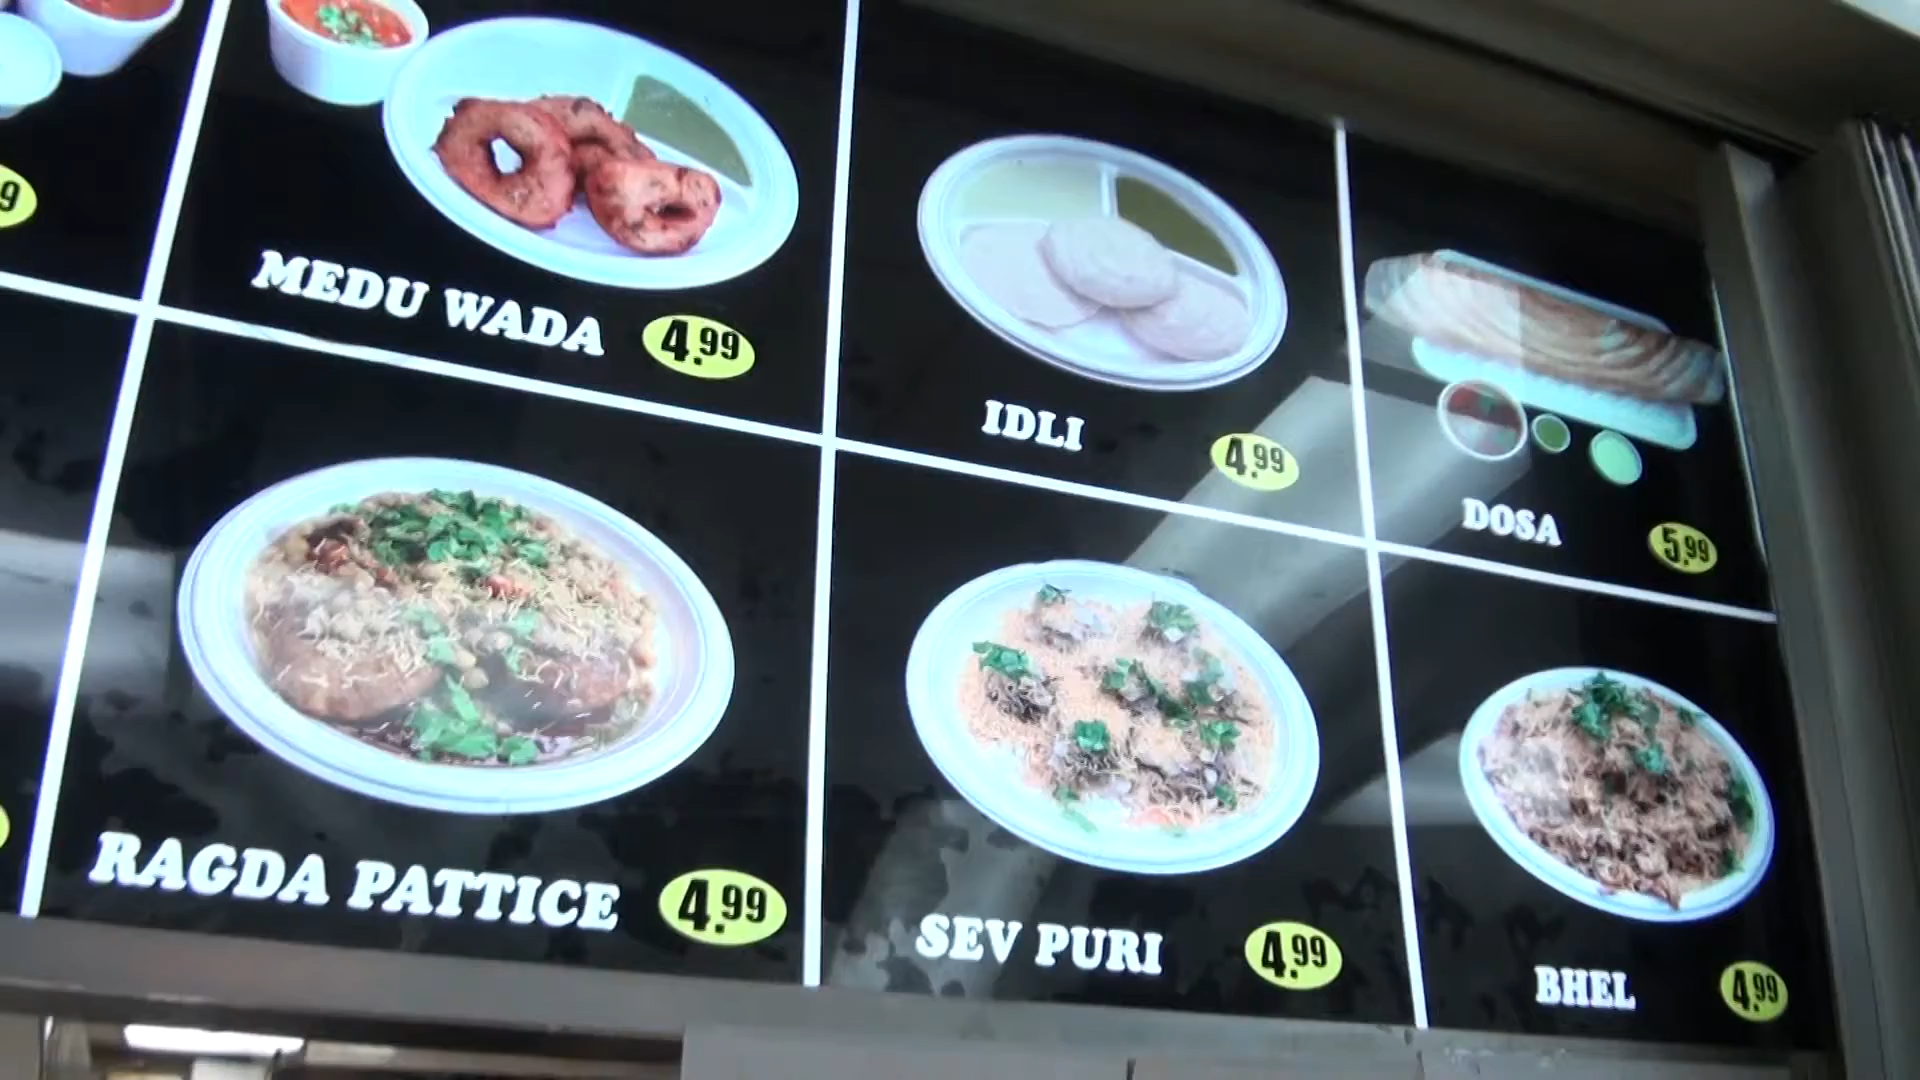 9
MEDU WADA 4.99
IDLI 4.99
DOSA 5.99
RAGDA PATTICE 4.99
SEV PURI 4.99
BHEL 4.99